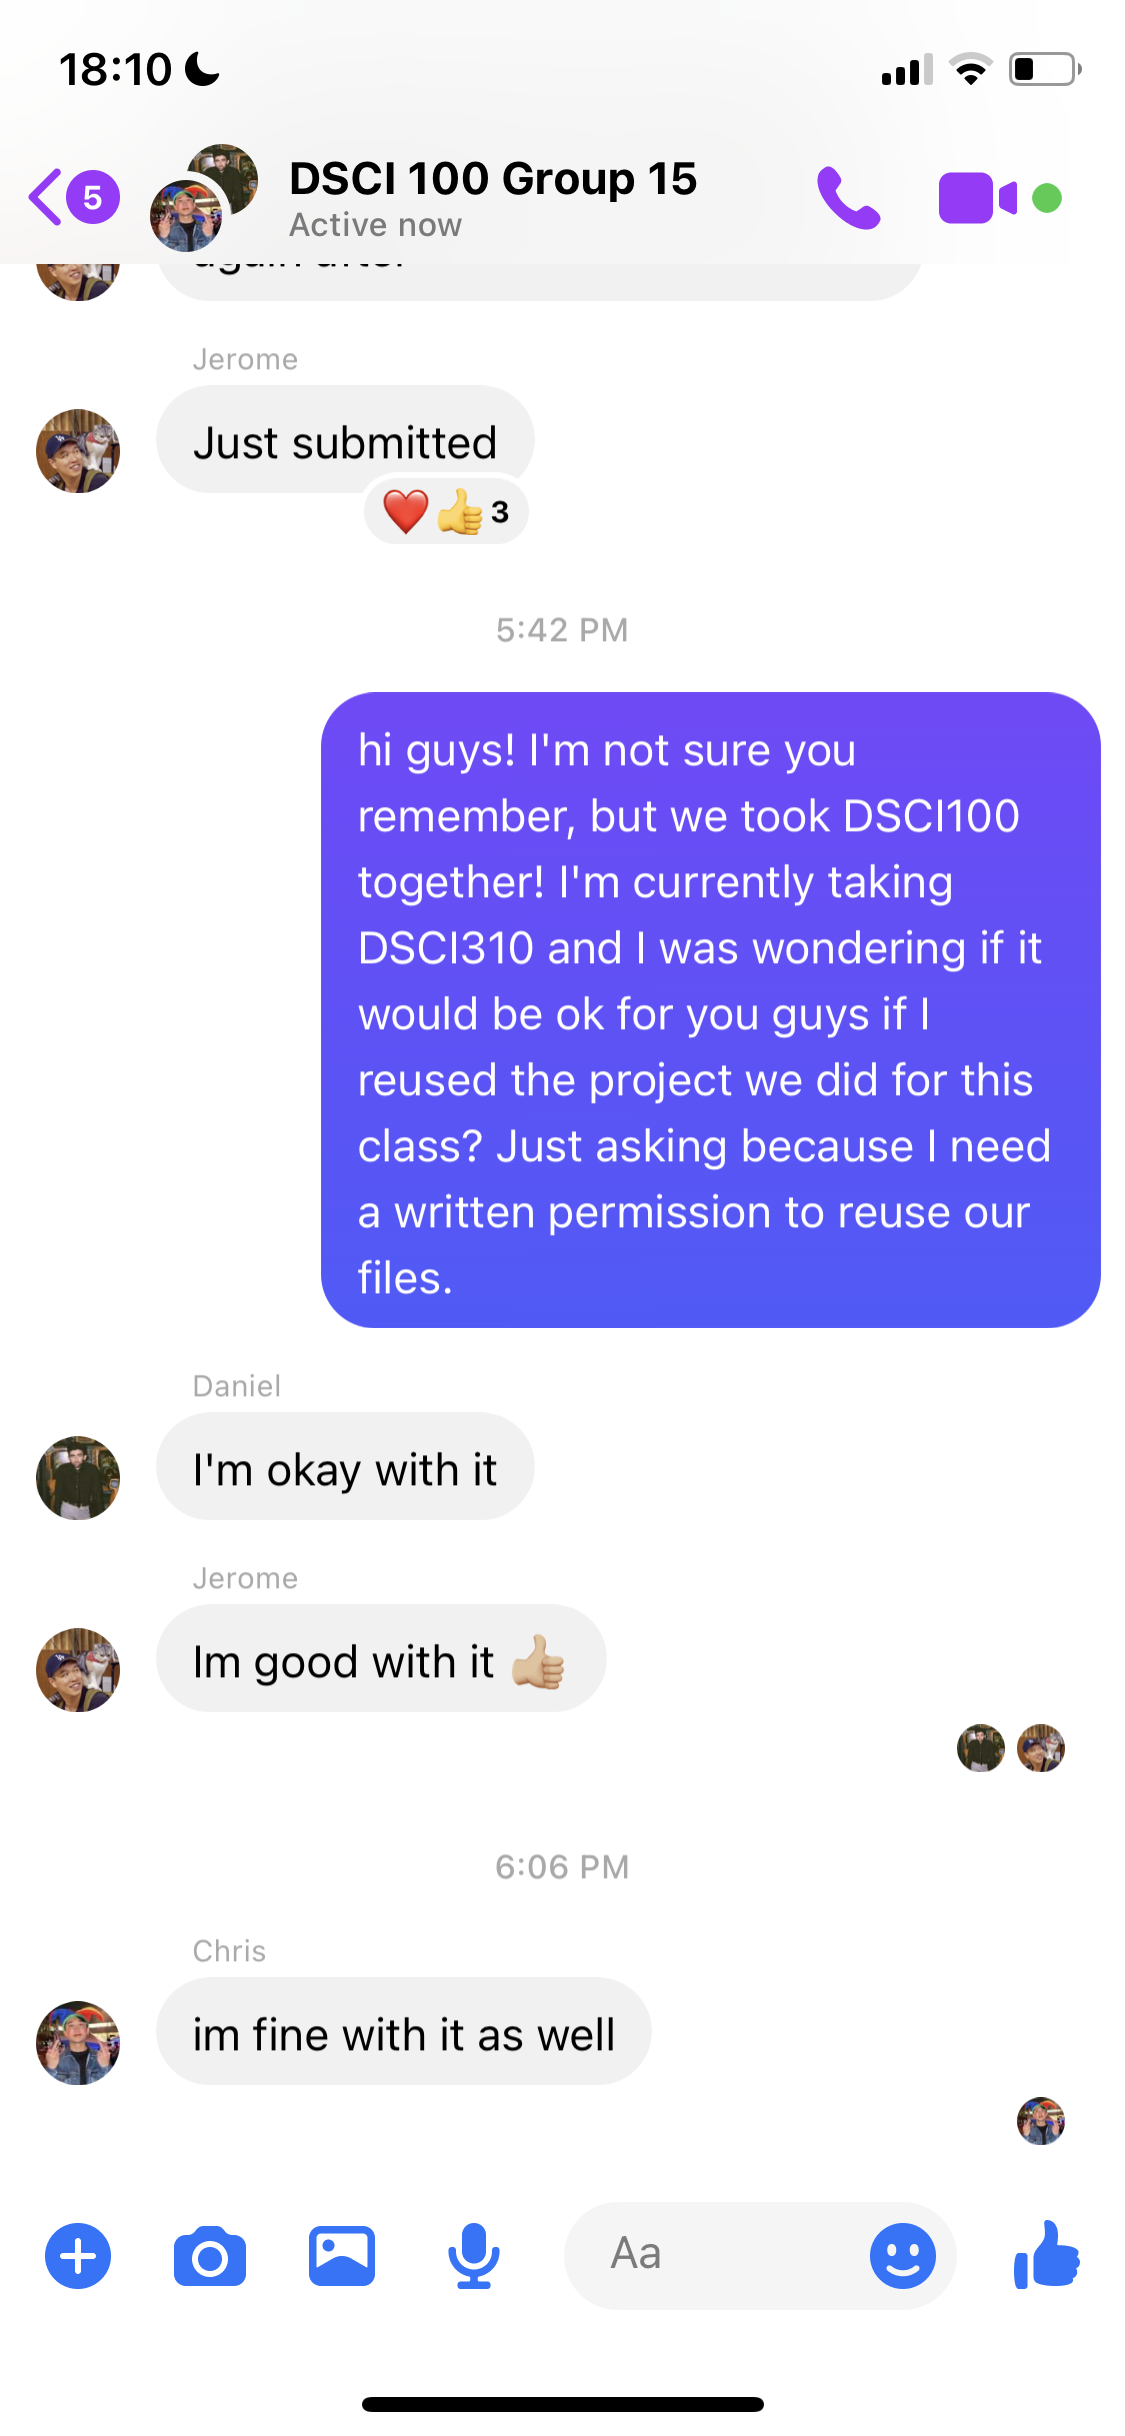 18:10
5
DSCI 100 Group 15
Active now
again after
Jerome
Just submitted
❤️👍 3
5:42 PM
hi guys! I'm not sure you
remember, but we took DSCI100
together! I'm currently taking
DSCI310 and I was wondering if it
would be ok for you guys if I
reused the project we did for this
class? Just asking because I need
a written permission to reuse our
files.
Daniel
I'm okay with it
Jerome
Im good with it 👍🏼
6:06 PM
Chris
im fine with it as well
Aa